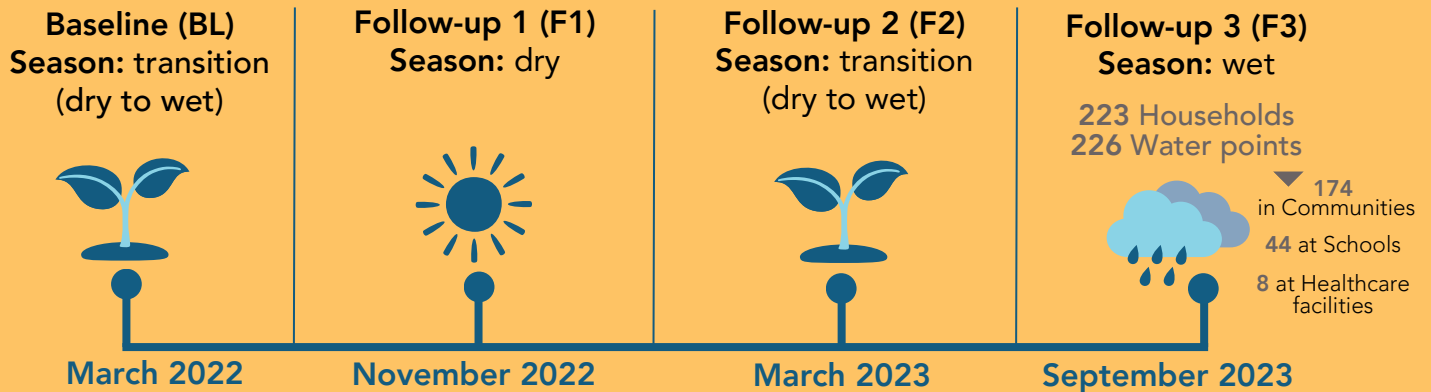 Baseline (BL)
Season: transition
(dry to wet)
March 2022
Follow-up 1 (F1)
Season: dry
November 2022
Follow-up 2 (F2)
Season: transition
(dry to wet)
March 2023
Follow-up 3 (F3)
Season: wet
223 Households
226 Water points
174
in Communities
44 at Schools
8 at Healthcare
facilities
September 2023